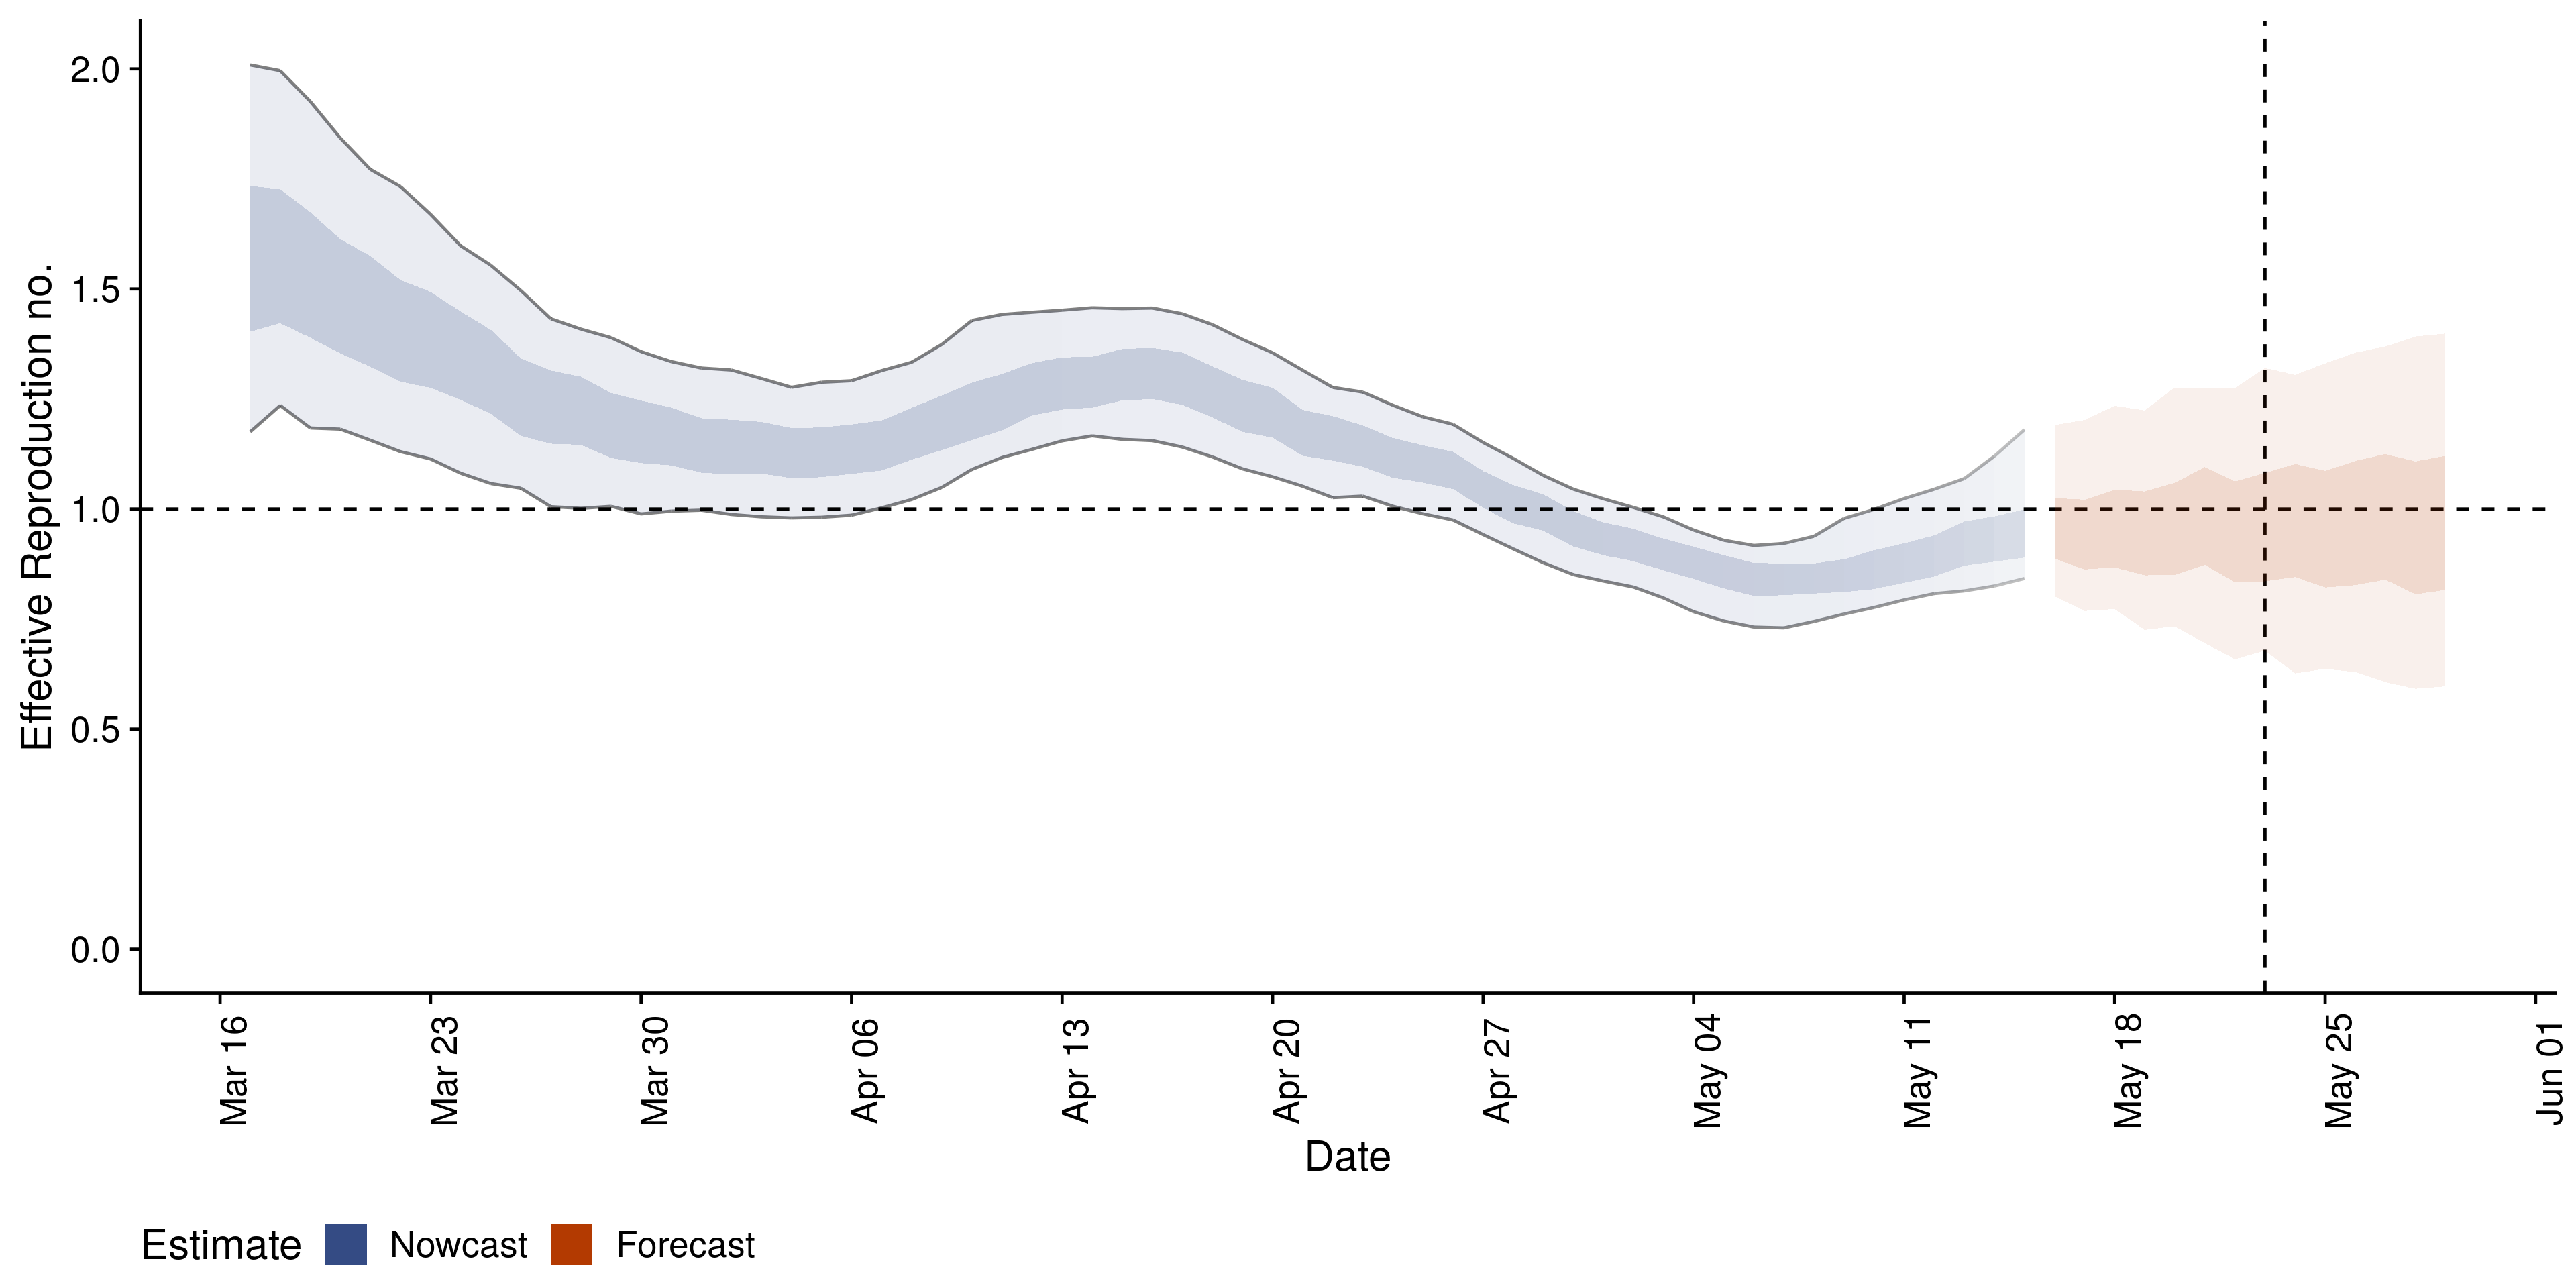 Effective Reproduction no.
2.0
1.5
1.0
0.5
0.0
Mar 16
Mar 23
Mar 30
Apr 06
Apr 13
Apr 20
Apr 27
May 04
May 11
May 18
May 25
Jun 01
Date
Estimate Nowcast Forecast